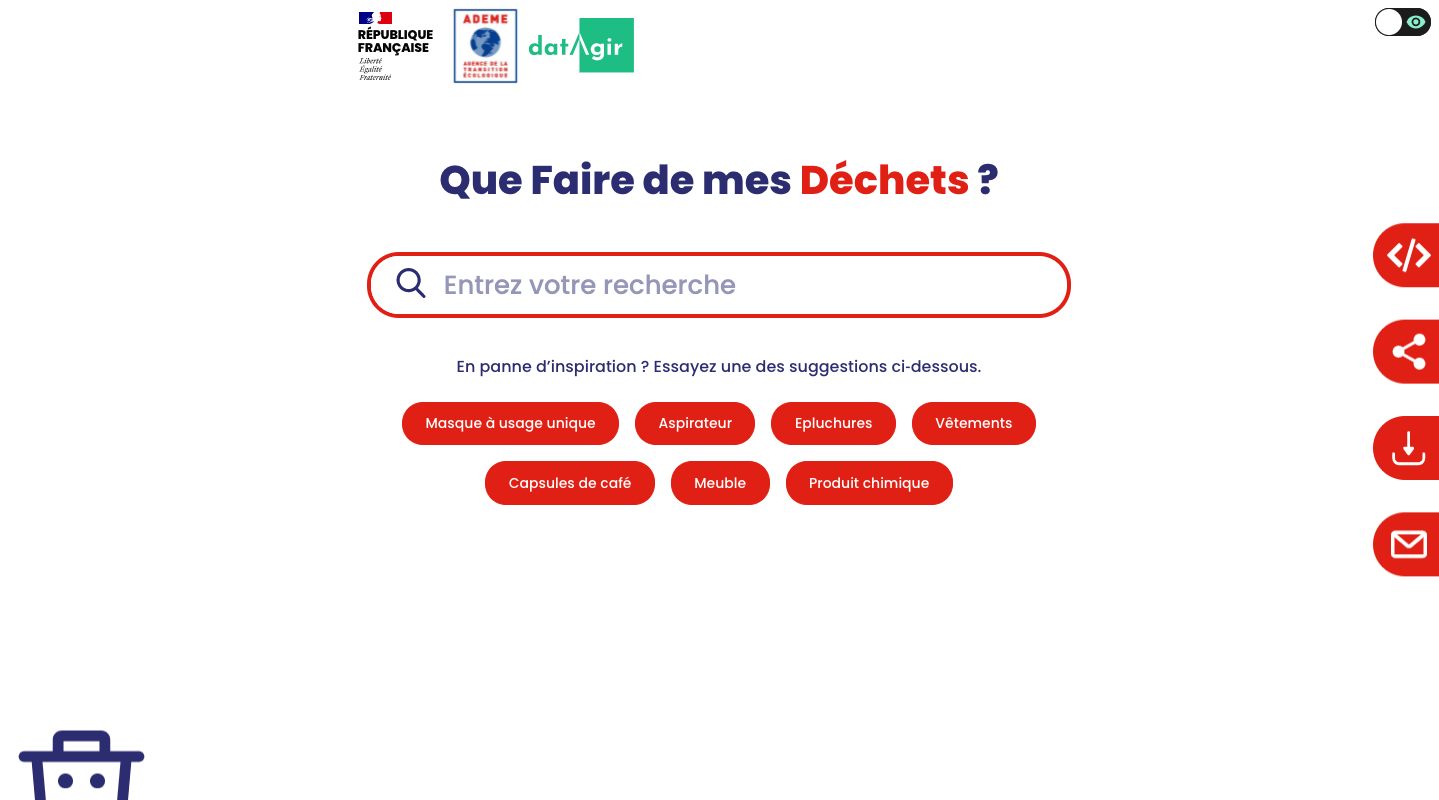 RÉPUBLIQUE
FRANÇAISE
Liberté
Égalité
Fraternité
ADEME
AGENCE DE LA
TRANSITION
ÉCOLOGIQUE
datAgir
Que Faire de mes Déchets ?
Entrez votre recherche
En panne d’inspiration ? Essayez une des suggestions ci-dessous.
Masque à usage unique
Aspirateur
Epluchures
Vêtements
Capsules de café
Meuble
Produit chimique